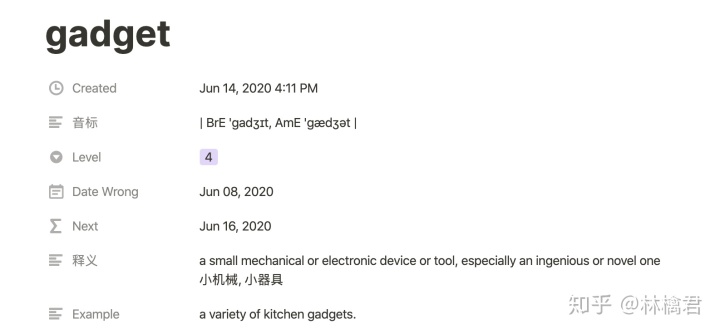 gadget
Created Jun 14, 2020 4:11 PM
音标 | BrE 'gadʒɪt, AmE 'ɡædʒət |
Level 4
Date Wrong Jun 08, 2020
Next Jun 16, 2020
释义 a small mechanical or electronic device or tool, especially an ingenious or novel one
小机械, 小器具
Example a variety of kitchen gadgets.
知乎 @林檎君